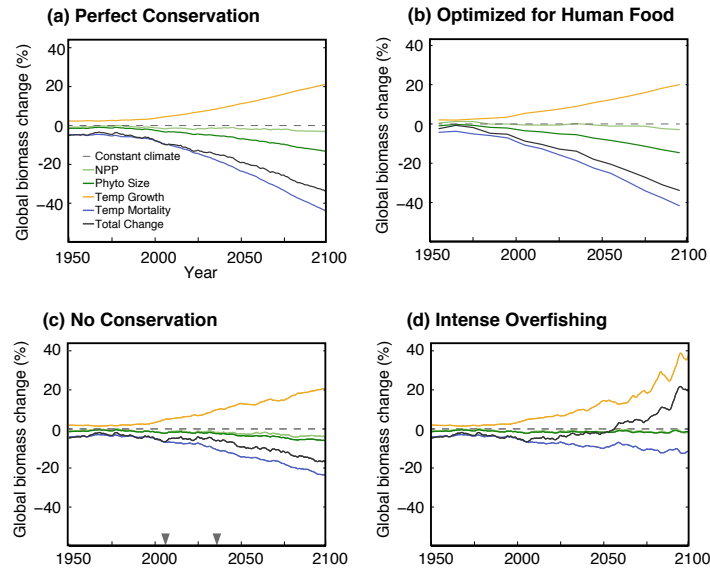 (a) Perfect Conservation
(b) Optimized for Human Food
Global biomass change (%)
40
20
0
-20
-40
Constant climate
NPP
Phyto Size
Temp Growth
Temp Mortality
Total Change
1950
2000
2050
2100
Year
Global biomass change (%)
40
20
0
-20
-40
1950
2000
2050
2100
(c) No Conservation
(d) Intense Overfishing
Global biomass change (%)
40
20
0
-20
-40
1950
2000
2050
2100
Global biomass change (%)
40
20
0
-20
-40
1950
2000
2050
2100